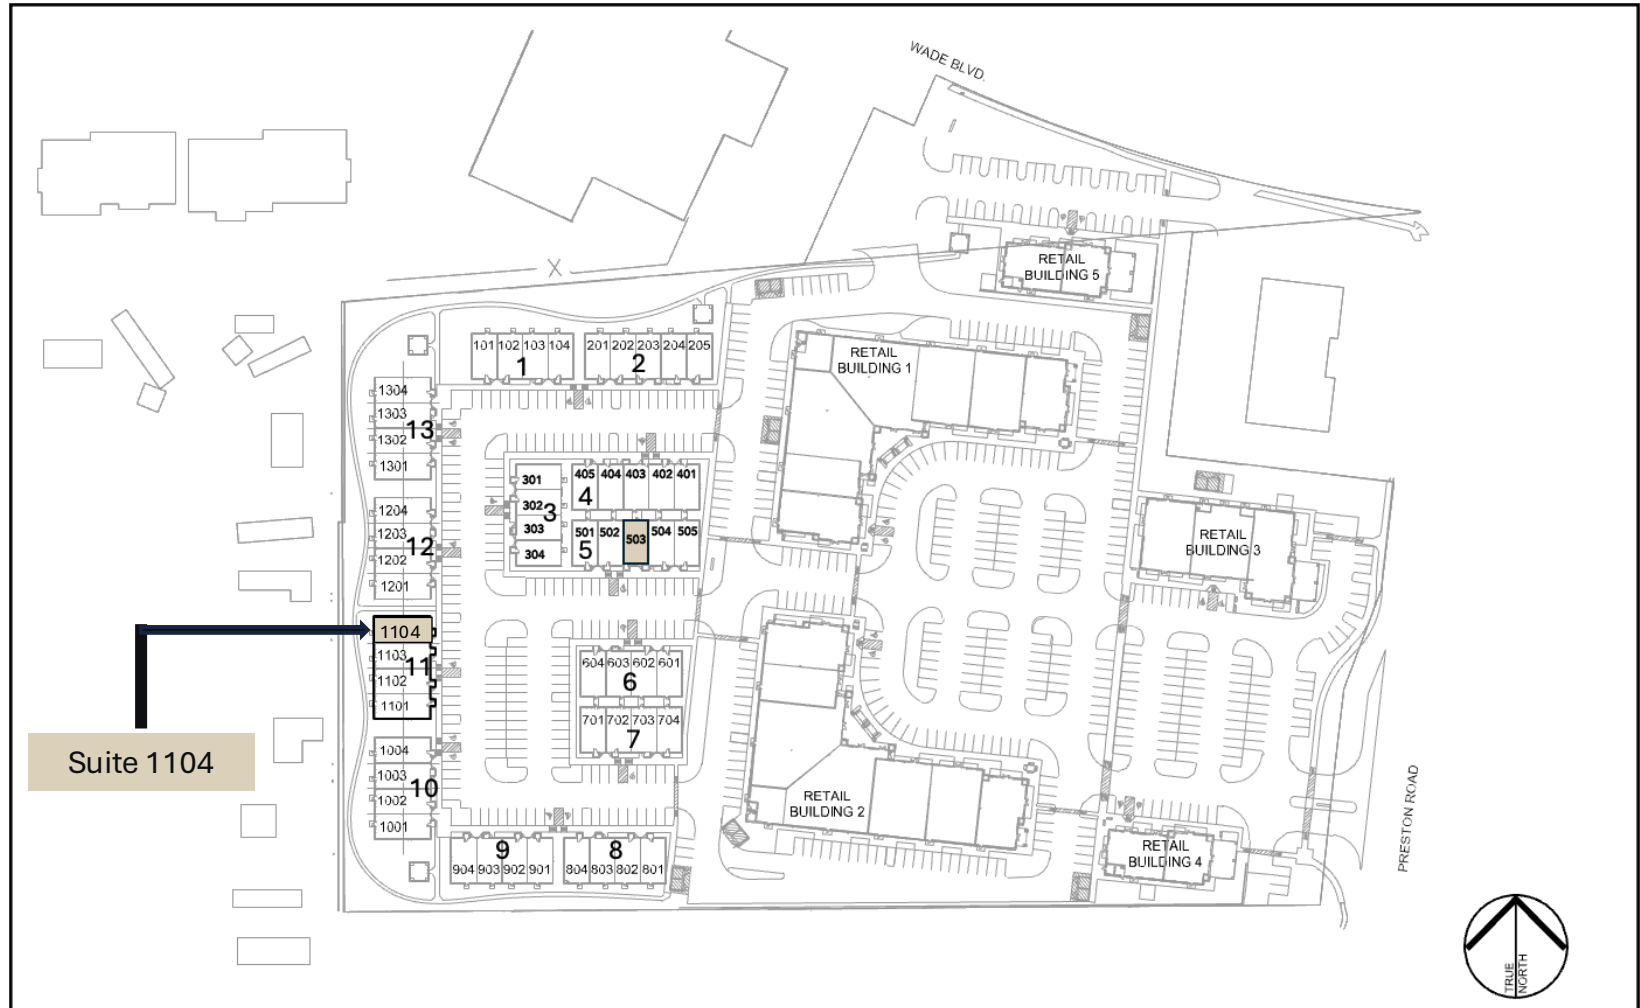 WADE BLVD.
RETAIL
BUILDING 5
101 102 103 104
1
201 202 203 204 205
2
RETAIL
BUILDING 1
1304
1303
13
1302
1301
301
302
3
303
304
405 404 403 402 401
4
501 502 503 504 505
5
1204
1203
12
1202
1201
RETAIL
BUILDING 3
1104
1103
11
1102
1101
604 603 602 601
6
701 702 703 704
7
Suite 1104
1004
1003
10
1002
1001
RETAIL
BUILDING 2
PRESTON ROAD
9
904 903 902 901
8
804 803 802 801
RETAIL
BUILDING 4
TRUE
NORTH